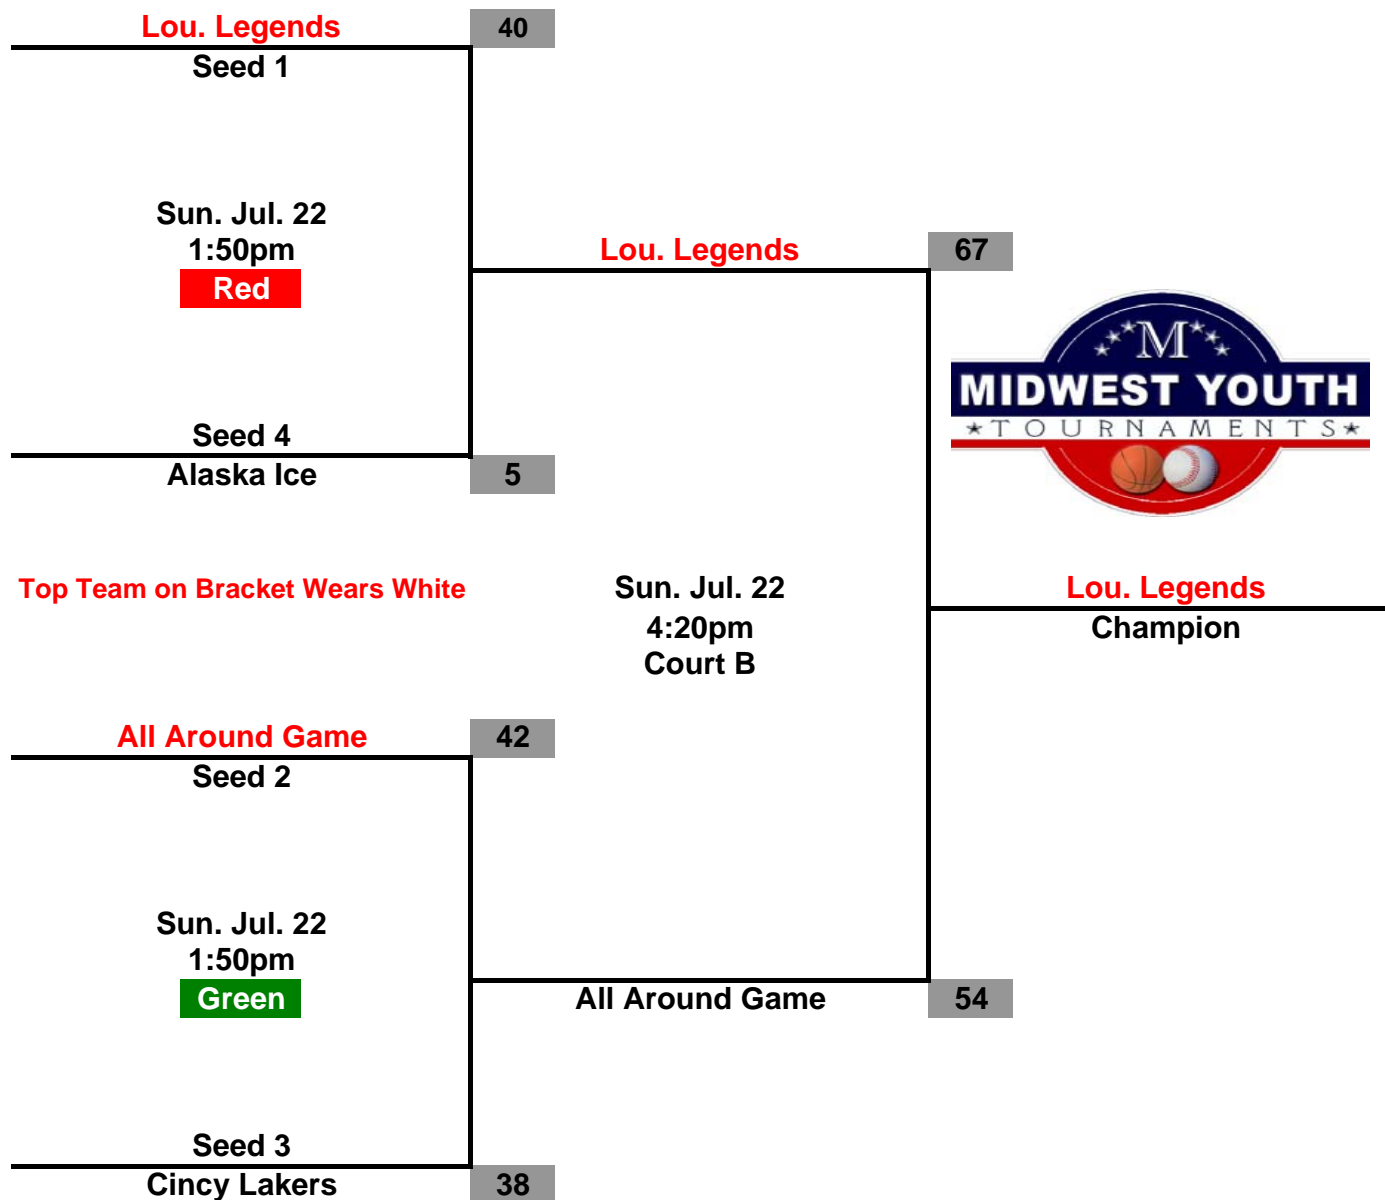 Lou. Legends 40
Seed 1
Sun. Jul. 22
1:50pm
Red
Lou. Legends 67
M
MIDWEST YOUTH
TOURNAMENTS
Seed 4
Alaska Ice 5
Top Team on Bracket Wears White
Sun. Jul. 22
4:20pm
Court B
Lou. Legends
Champion
All Around Game 42
Seed 2
Sun. Jul. 22
1:50pm
Green
All Around Game 54
Seed 3
Cincy Lakers 38